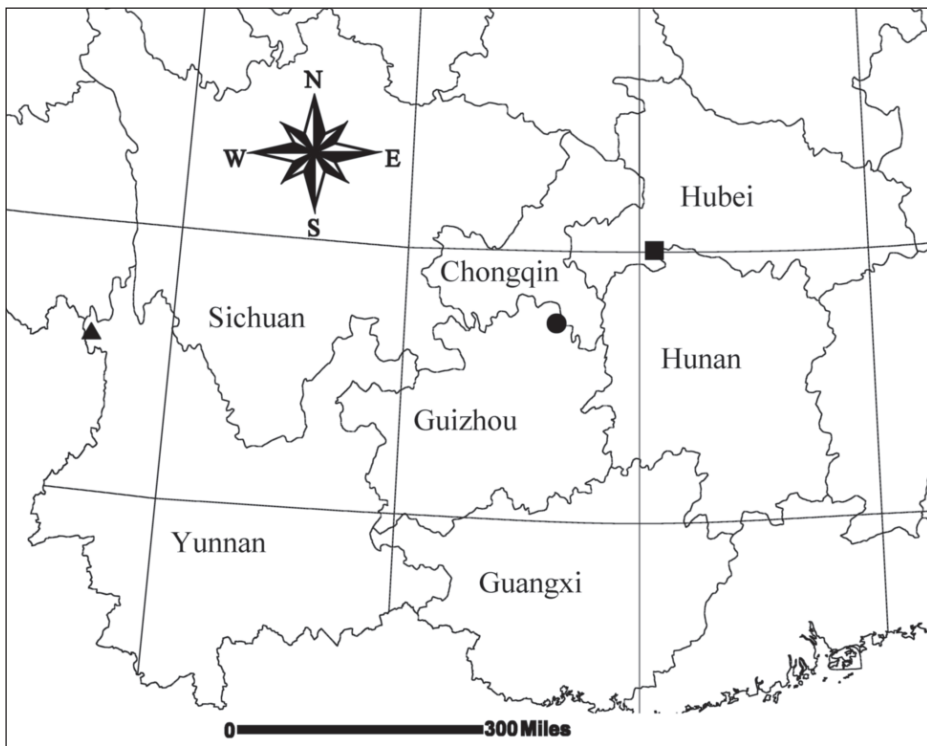 N
W E
S
Hubei
Chongqin
Sichuan
Hunan
Guizhou
Yunnan
Guangxi
0 300 Miles